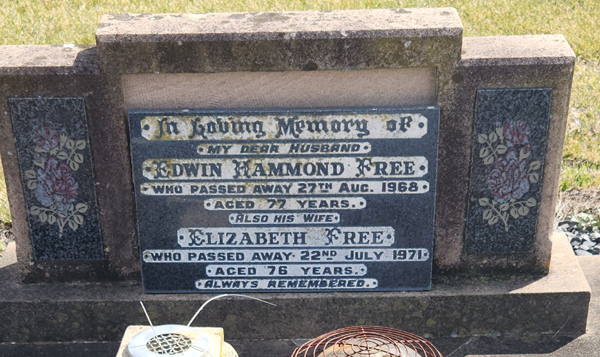 In Loving Memory of
MY DEAR HUSBAND
EDWIN HAMMOND FREE
WHO PASSED AWAY 27TH AUG. 1968
AGED 77 YEARS.
ALSO HIS WIFE
ELIZABETH FREE
WHO PASSED AWAY 22ND JULY 1971
AGED 76 YEARS.
ALWAYS REMEMBERED.